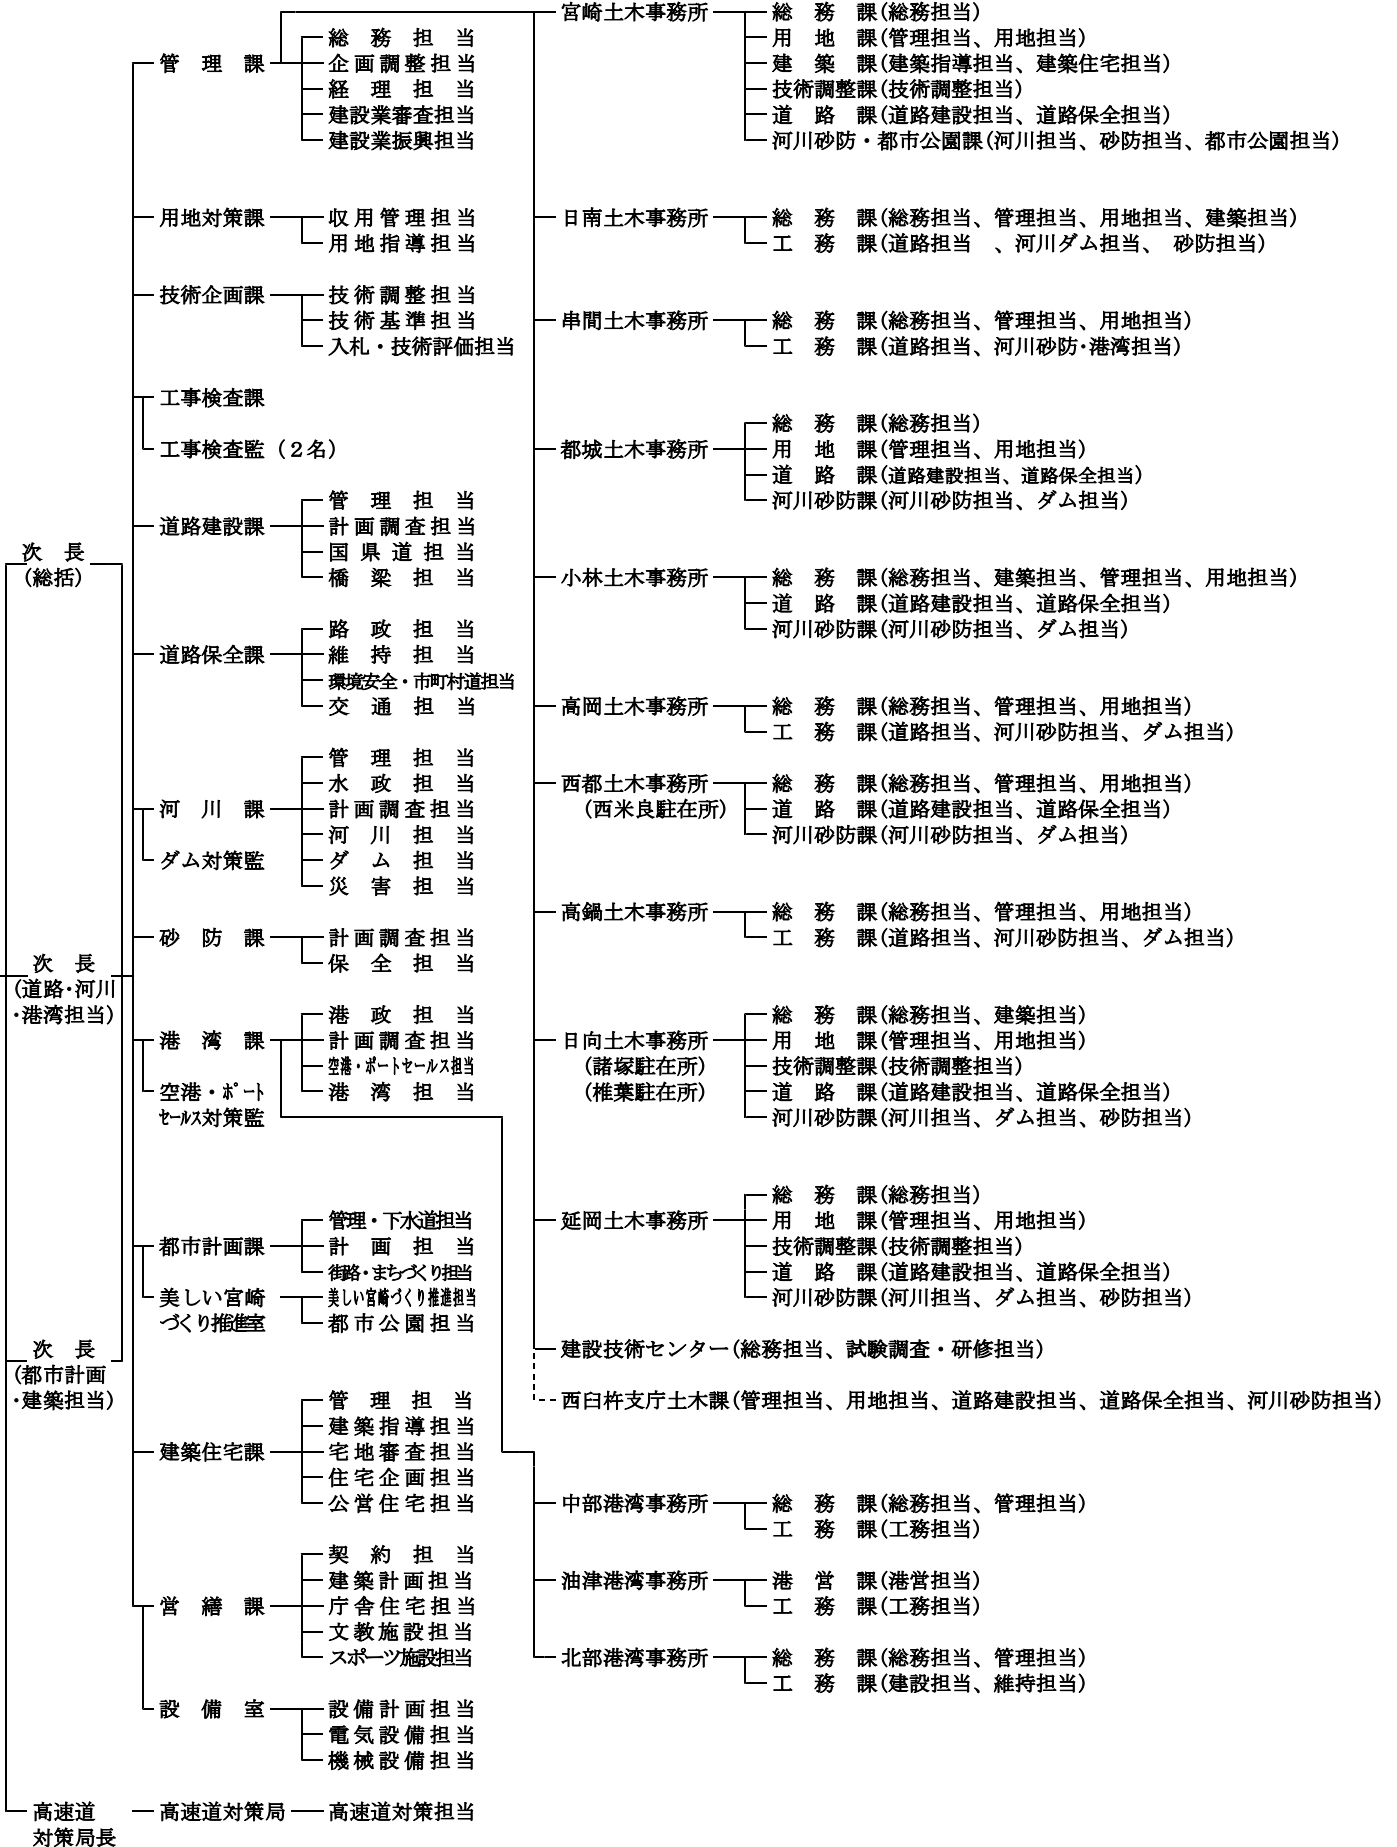 次　長
(総括)
次　長
(道路･河川
･港湾担当)
次　長
(都市計画
･建築担当)
高速道
対策局長
管　理　課
総　務　担　当
企画調整担当
経　理　担　当
建設業審査担当
建設業振興担当
用地対策課
収用管理担当
用地指導担当
技術企画課
技術調整担当
技術基準担当
入札・技術評価担当
工事検査課
工事検査監（２名）
道路建設課
管　理　担　当
計画調査担当
国県道担当
橋　梁　担　当
道路保全課
路　政　担　当
維　持　担　当
環境安全・市町村道担当
交　通　担　当
河　川　課
ダム対策監
管　理　担　当
水　政　担　当
計画調査担当
河　川　担　当
ダ　ム　担　当
災　害　担　当
砂　防　課
計画調査担当
保　全　担　当
港　湾　課
空港・ﾎﾟｰﾄ
ｾｰﾙｽ対策監
港　政　担　当
計画調査担当
空港・ポートセールス担当
港　湾　担　当
都市計画課
管理・下水道担当
計　画　担　当
街路・まちづくり担当
美しい宮崎
づくり推進室
美しい宮崎づくり推進担当
都市公園担当
建築住宅課
管　理　担　当
建築指導担当
宅地審査担当
住宅企画担当
公営住宅担当
営　繕　課
契　約　担　当
建築計画担当
庁舎住宅担当
文教施設担当
スポーツ施設担当
設　備　室
設備計画担当
電気設備担当
機械設備担当
高速道対策局
高速道対策担当
宮崎土木事務所
総　務　課(総務担当)
用　地　課(管理担当、用地担当)
建　築　課(建築指導担当、建築住宅担当)
技術調整課(技術調整担当)
道　路　課(道路建設担当、道路保全担当)
河川砂防・都市公園課(河川担当、砂防担当、都市公園担当)
日南土木事務所
総　務　課(総務担当、管理担当、用地担当、建築担当)
工　務　課(道路担当　、河川ダム担当、 砂防担当)
串間土木事務所
総　務　課(総務担当、管理担当、用地担当)
工　務　課(道路担当、河川砂防･港湾担当)
都城土木事務所
総　務　課(総務担当)
用　地　課(管理担当、用地担当)
道　路　課(道路建設担当、道路保全担当)
河川砂防課(河川砂防担当、ダム担当)
小林土木事務所
総　務　課(総務担当、建築担当、管理担当、用地担当)
道　路　課(道路建設担当、道路保全担当)
河川砂防課(河川砂防担当、ダム担当)
高岡土木事務所
総　務　課(総務担当、管理担当、用地担当)
工　務　課(道路担当、河川砂防担当、ダム担当)
西都土木事務所
(西米良駐在所)
総　務　課(総務担当、管理担当、用地担当)
道　路　課(道路建設担当、道路保全担当)
河川砂防課(河川砂防担当、ダム担当)
高鍋土木事務所
総　務　課(総務担当、管理担当、用地担当)
工　務　課(道路担当、河川砂防担当、ダム担当)
日向土木事務所
(諸塚駐在所)
(椎葉駐在所)
総　務　課(総務担当、建築担当)
用　地　課(管理担当、用地担当)
技術調整課(技術調整担当)
道　路　課(道路建設担当、道路保全担当)
河川砂防課(河川担当、ダム担当、砂防担当)
延岡土木事務所
総　務　課(総務担当)
用　地　課(管理担当、用地担当)
技術調整課(技術調整担当)
道　路　課(道路建設担当、道路保全担当)
河川砂防課(河川担当、ダム担当、砂防担当)
建設技術センター(総務担当、試験調査・研修担当)
西臼杵支庁土木課(管理担当、用地担当、道路建設担当、道路保全担当、河川砂防担当)
中部港湾事務所
総　務　課(総務担当、管理担当)
工　務　課(工務担当)
油津港湾事務所
港　営　課(港営担当)
工　務　課(工務担当)
北部港湾事務所
総　務　課(総務担当、管理担当)
工　務　課(建設担当、維持担当)